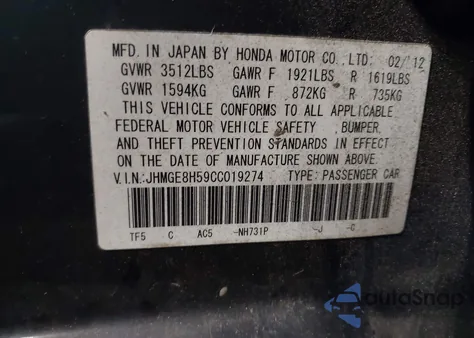 MFD. IN JAPAN BY HONDA MOTOR CO., LTD. 02/'12
GVWR 3512LBS GAWR F 1921LBS R 1619LBS
GVWR 1594KG GAWR F 872KG R 735KG
THIS VEHICLE CONFORMS TO ALL APPLICABLE
FEDERAL MOTOR VEHICLE SAFETY, BUMPER,
AND THEFT PREVENTION STANDARDS IN EFFECT
ON DATE OF MANUFACTURE SHOWN ABOVE.
V.I.N.:JHMGE8H59CC019274 TYPE: PASSENGER CAR
TF5 C AC5 -NH731P -J -C
autoSnap